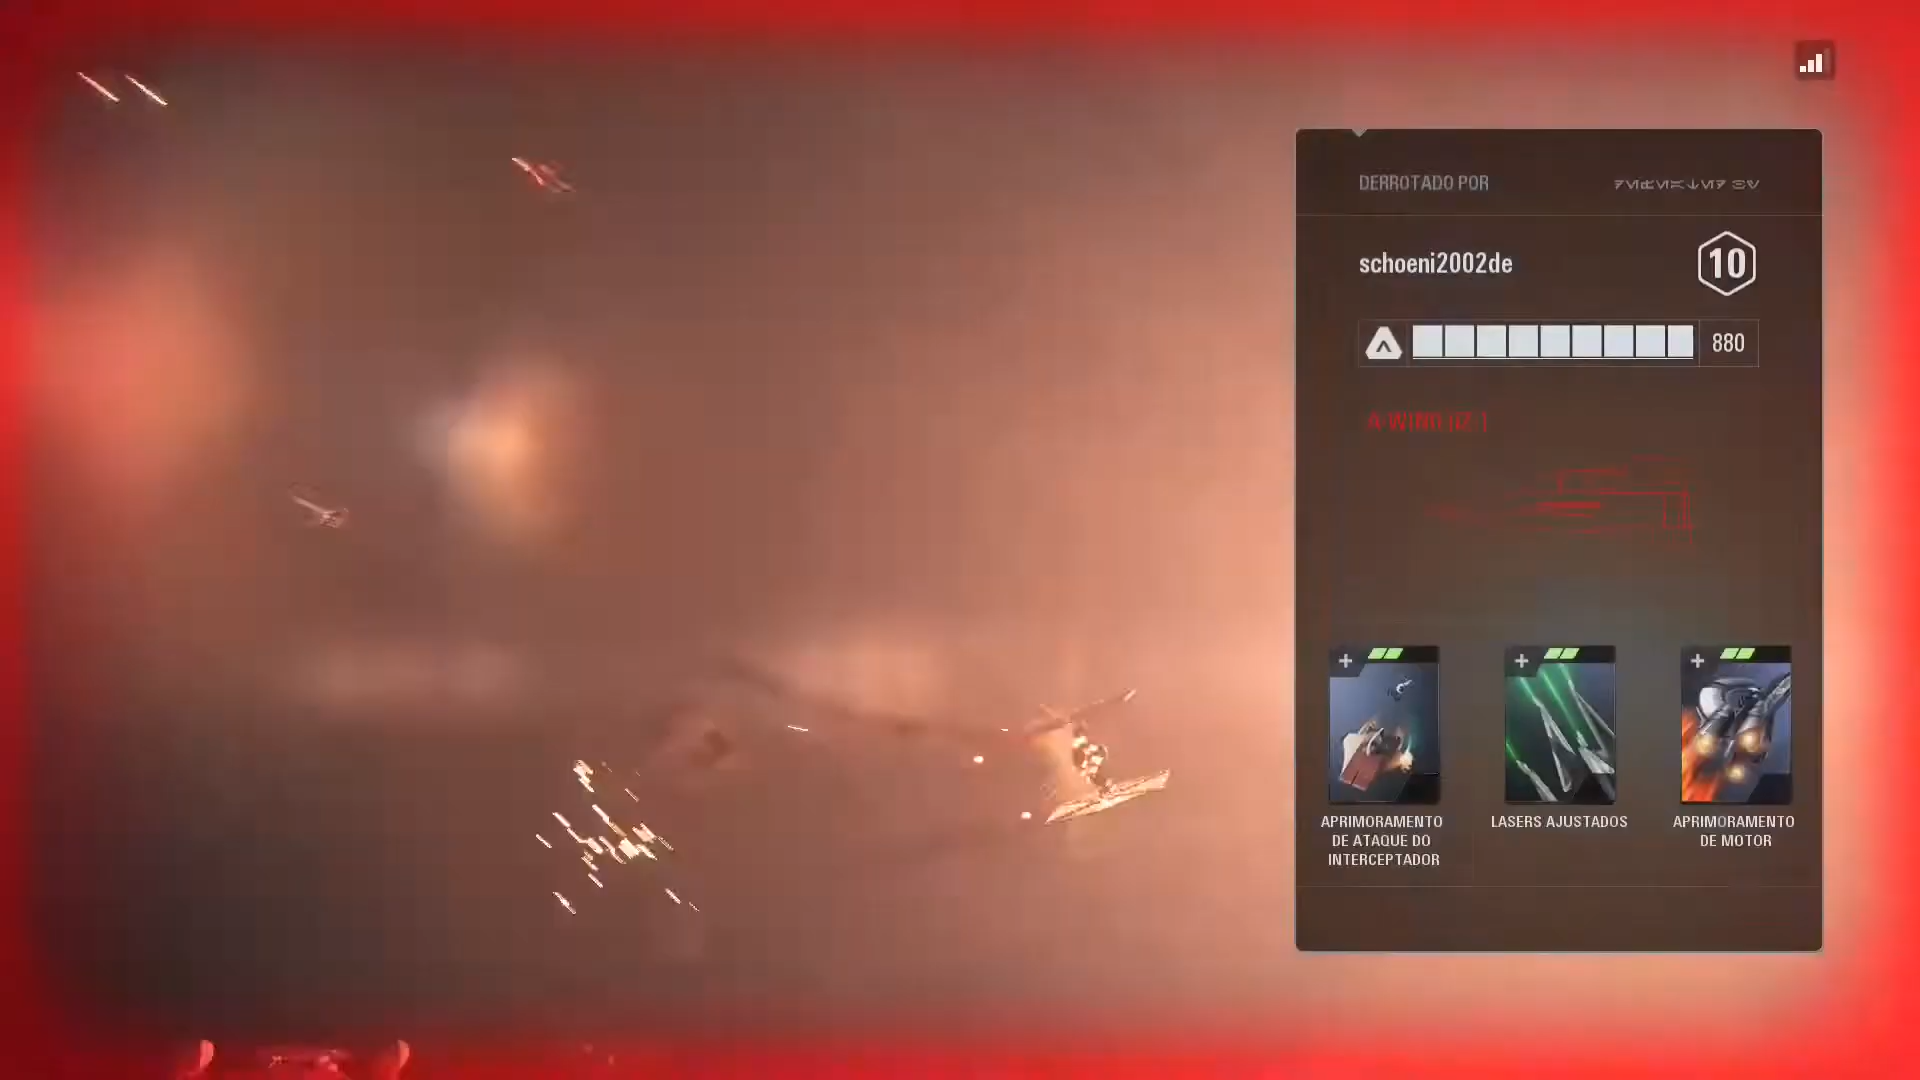 DERROTADO POR
schoeni2002de
10
880
A-WING
APRIMORAMENTO
DE ATAQUE DO
INTERCEPTADOR
LASERS AJUSTADOS
APRIMORAMENTO
DE MOTOR